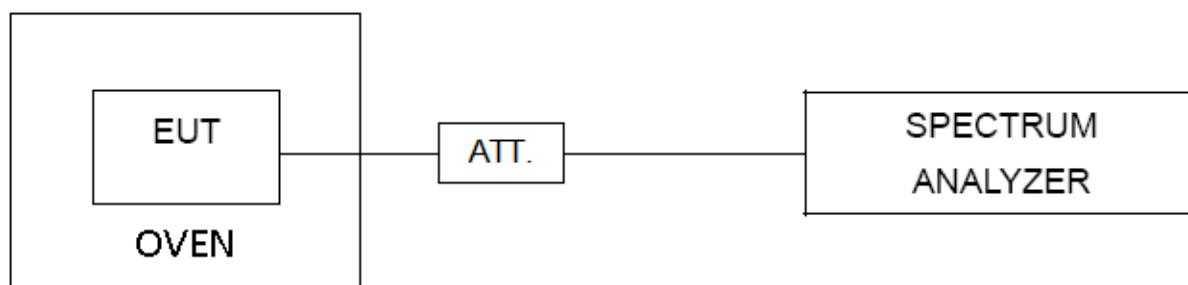 EUT
OVEN
ATT.
SPECTRUM
ANALYZER